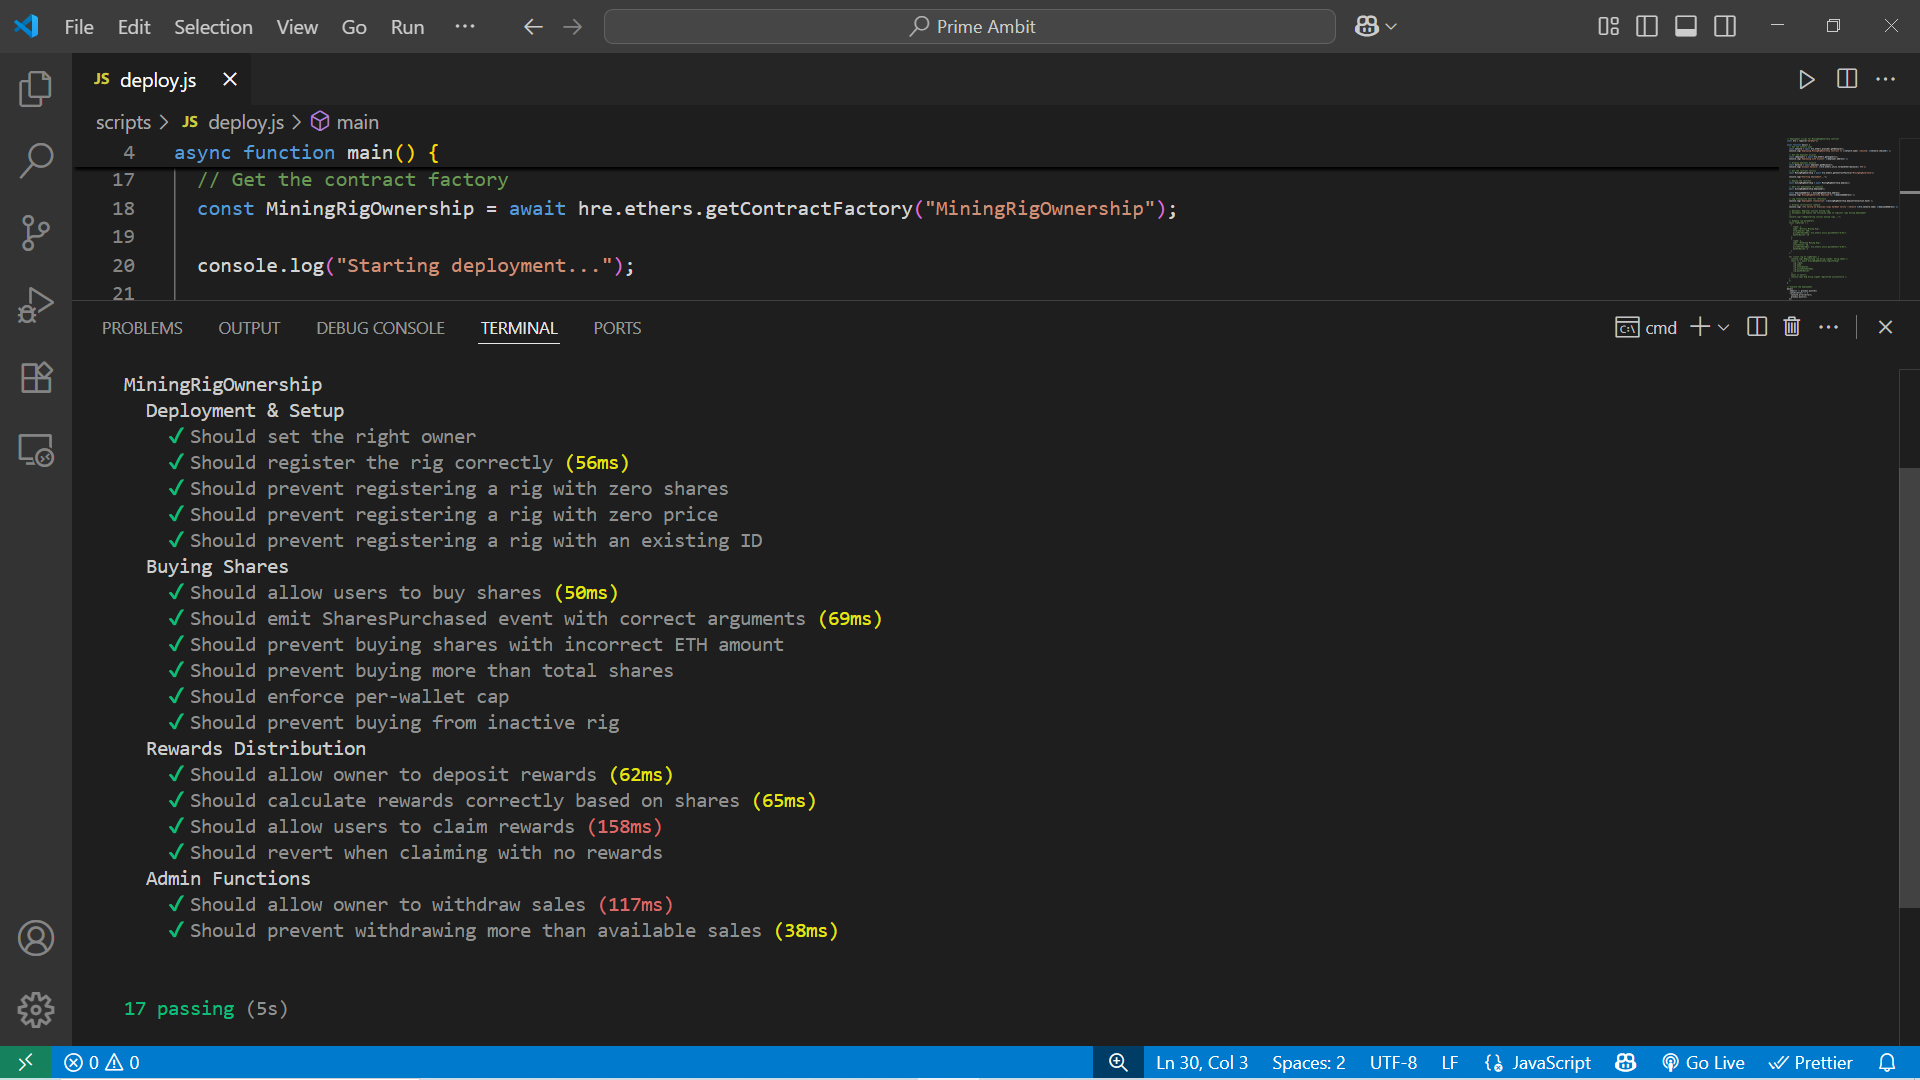 File Edit Selection View Go Run ··· Prime Ambit
JS deploy.js
scripts > JS deploy.js > main
4 async function main() {
17 // Get the contract factory
18 const MiningRigOwnership = await hre.ethers.getContractFactory("MiningRigOwnership");
19
20 console.log("Starting deployment...");
21
PROBLEMS OUTPUT DEBUG CONSOLE TERMINAL PORTS cmd
MiningRigOwnership
Deployment & Setup
✓ Should set the right owner
✓ Should register the rig correctly (56ms)
✓ Should prevent registering a rig with zero shares
✓ Should prevent registering a rig with zero price
✓ Should prevent registering a rig with an existing ID
Buying Shares
✓ Should allow users to buy shares (50ms)
✓ Should emit SharesPurchased event with correct arguments (69ms)
✓ Should prevent buying shares with incorrect ETH amount
✓ Should prevent buying more than total shares
✓ Should enforce per-wallet cap
✓ Should prevent buying from inactive rig
Rewards Distribution
✓ Should allow owner to deposit rewards (62ms)
✓ Should calculate rewards correctly based on shares (65ms)
✓ Should allow users to claim rewards (158ms)
✓ Should revert when claiming with no rewards
Admin Functions
✓ Should allow owner to withdraw sales (117ms)
✓ Should prevent withdrawing more than available sales (38ms)
17 passing (5s)
0 0 Ln 30, Col 3 Spaces: 2 UTF-8 LF JavaScript Go Live Prettier